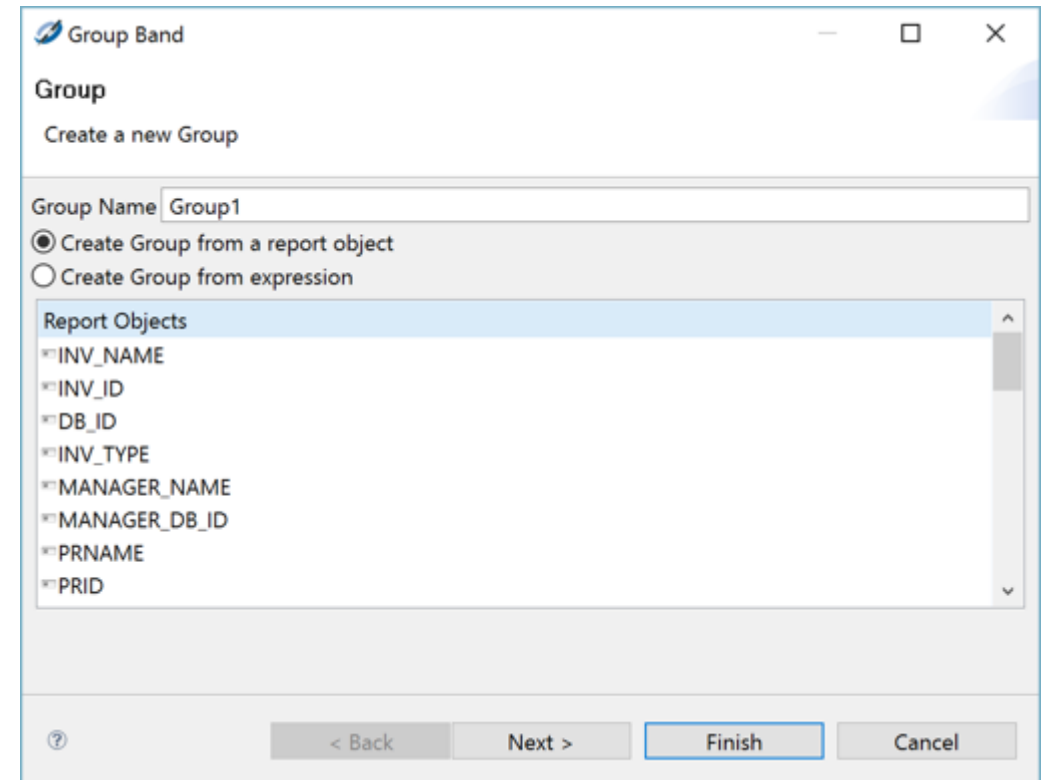 Group Band
Group
Create a new Group
Group Name Group1
Create Group from a report object
Create Group from expression
Report Objects
INV_NAME
INV_ID
DB_ID
INV_TYPE
MANAGER_NAME
MANAGER_DB_ID
PRNAME
PRID
? < Back Next > Finish Cancel